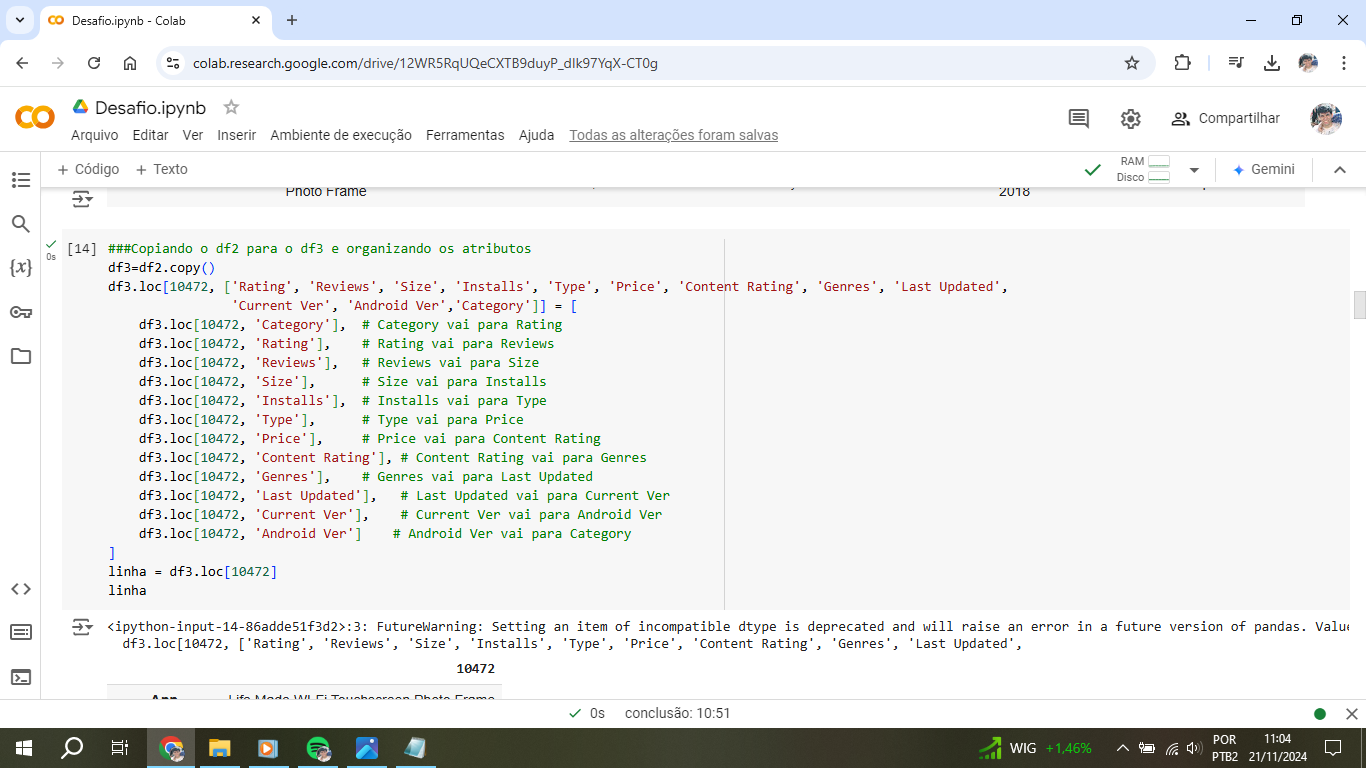 Desafio.ipynb - Colab
colab.research.google.com/drive/12WR5RqUQeCXTB9duyP_dIk97YqX-CT0g
Desafio.ipynb
Arquivo Editar Ver Inserir Ambiente de execução Ferramentas Ajuda Todas as alterações foram salvas
Compartilhar
+ Código + Texto
RAM
Disco
Gemini
Photo Frame
2018
0s
[14] ###Copiando o df2 para o df3 e organizando os atributos
df3=df2.copy()
df3.loc[10472, ['Rating', 'Reviews', 'Size', 'Installs', 'Type', 'Price', 'Content Rating', 'Genres', 'Last Updated',
'Current Ver', 'Android Ver','Category']] = [
df3.loc[10472, 'Category'], # Category vai para Rating
df3.loc[10472, 'Rating'], # Rating vai para Reviews
df3.loc[10472, 'Reviews'], # Reviews vai para Size
df3.loc[10472, 'Size'], # Size vai para Installs
df3.loc[10472, 'Installs'], # Installs vai para Type
df3.loc[10472, 'Type'], # Type vai para Price
df3.loc[10472, 'Price'], # Price vai para Content Rating
df3.loc[10472, 'Content Rating'], # Content Rating vai para Genres
df3.loc[10472, 'Genres'], # Genres vai para Last Updated
df3.loc[10472, 'Last Updated'], # Last Updated vai para Current Ver
df3.loc[10472, 'Current Ver'], # Current Ver vai para Android Ver
df3.loc[10472, 'Android Ver'] # Android Ver vai para Category
]
linha = df3.loc[10472]
linha
<ipython-input-14-86adde51f3d2>:3: FutureWarning: Setting an item of incompatible dtype is deprecated and will raise an error in a future version of pandas. Value
df3.loc[10472, ['Rating', 'Reviews', 'Size', 'Installs', 'Type', 'Price', 'Content Rating', 'Genres', 'Last Updated',
10472
App Life Made WI-Fi Touchscreen Photo Frame
0s conclusão: 10:51
WIG +1,46%
POR
PTB2
11:04
21/11/2024